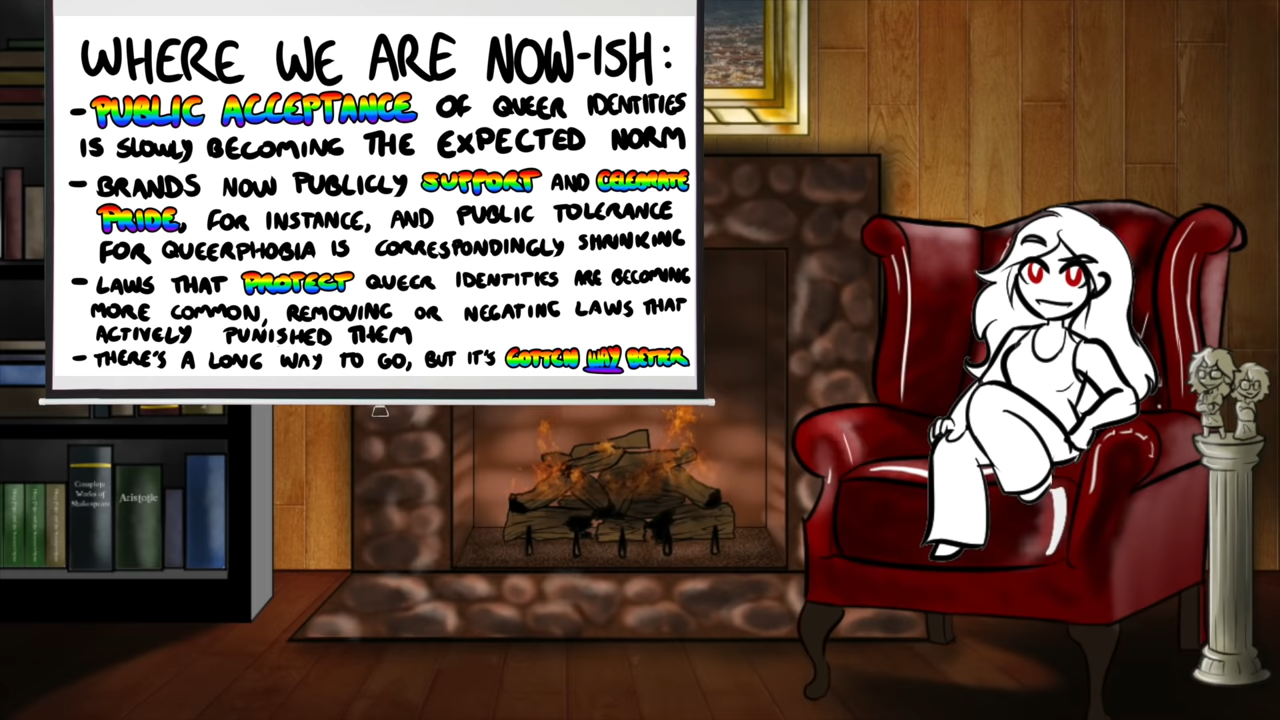 WHERE WE ARE NOW-ISH:
- PUBLIC ACCEPTANCE OF QUEER IDENTITIES
IS SLOWLY BECOMING THE EXPECTED NORM
- BRANDS NOW PUBLICLY SUPPORT AND CELEBRATE
PRIDE, FOR INSTANCE, AND PUBLIC TOLERANCE
FOR QUEERPHOBIA IS CORRESPONDINGLY SHRINKING
- LAWS THAT PROTECT QUEER IDENTITIES ARE BECOMING
MORE COMMON, REMOVING OR NEGATING LAWS THAT
ACTIVELY PUNISHED THEM
- THERE'S A LONG WAY TO GO, BUT IT'S GOTTEN WAY BETTER
Complete
Works of
Shakespeare
Aristotle